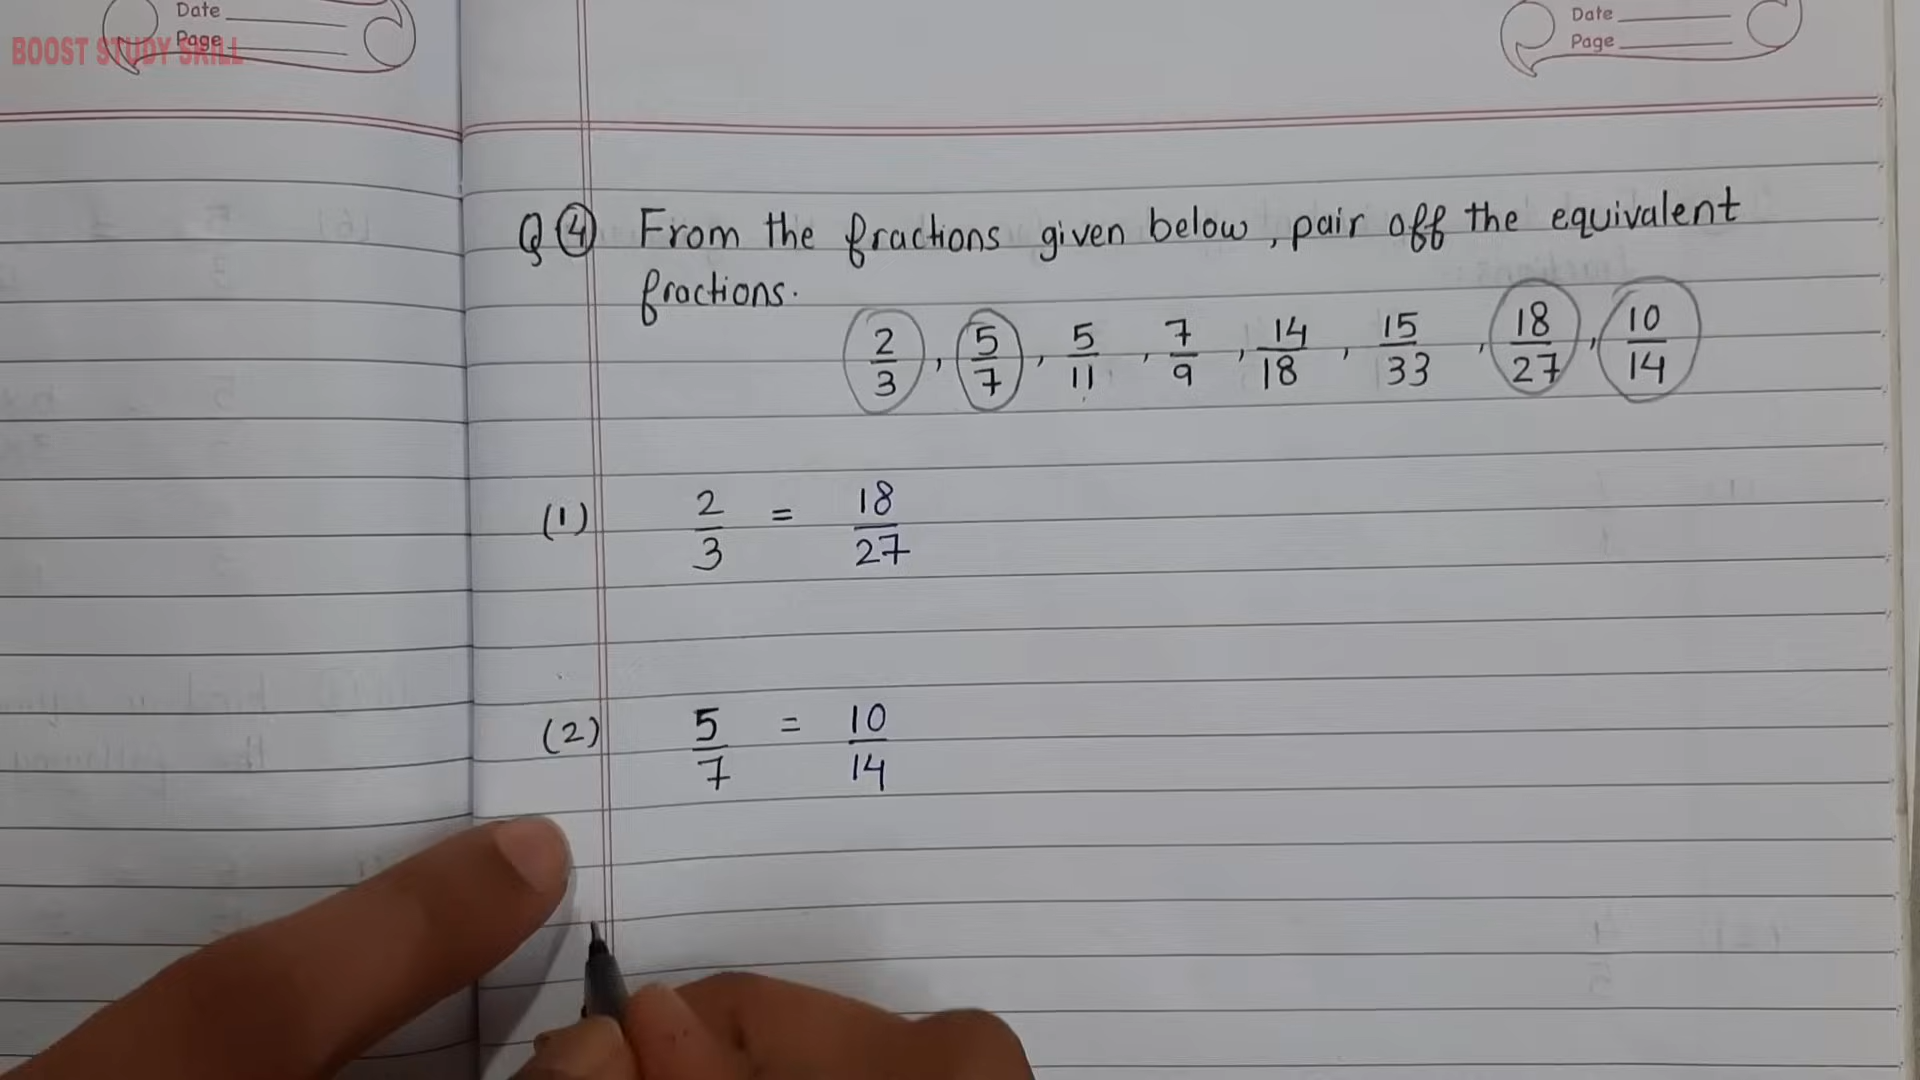 Date
Page
BOOST STUDY SKILL
Date
Page
Q 4 From the fractions given below, pair off the equivalent
fractions.
2/3 , 5/7 , 5/11 , 7/9 , 14/18 , 15/33 , 18/27 , 10/14
(1) 2/3 = 18/27
(2) 5/7 = 10/14